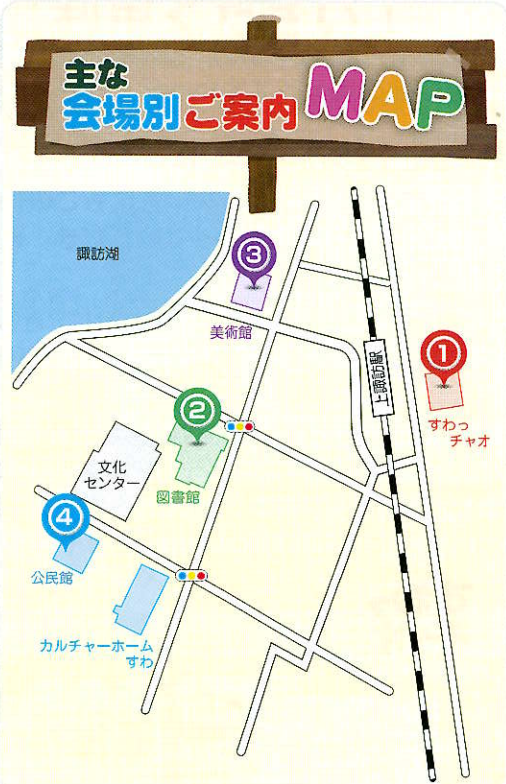 主な
会場別ご案内MAP
諏訪湖
③
美術館
上諏訪駅
①
すわっ
チャオ
②
図書館
文化
センター
④
公民館
カルチャーホーム
すわ